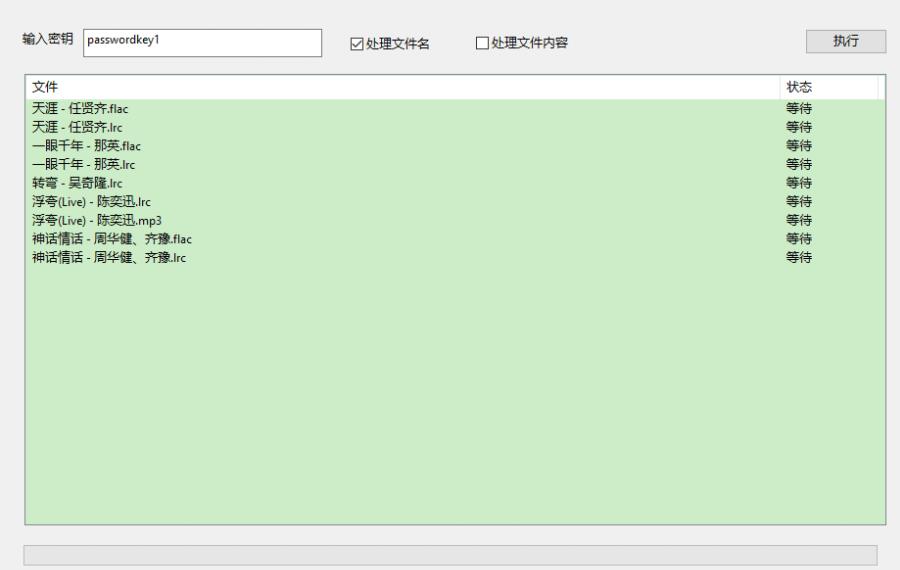 输入密钥 passwordkey1 处理文件名 处理文件内容 执行
文件 状态
天涯 - 任贤齐.flac 等待
天涯 - 任贤齐.lrc 等待
一眼千年 - 那英.flac 等待
一眼千年 - 那英.lrc 等待
转弯 - 吴奇隆.lrc 等待
浮夸(Live) - 陈奕迅.lrc 等待
浮夸(Live) - 陈奕迅.mp3 等待
神话情话 - 周华健、齐豫.flac 等待
神话情话 - 周华健、齐豫.lrc 等待